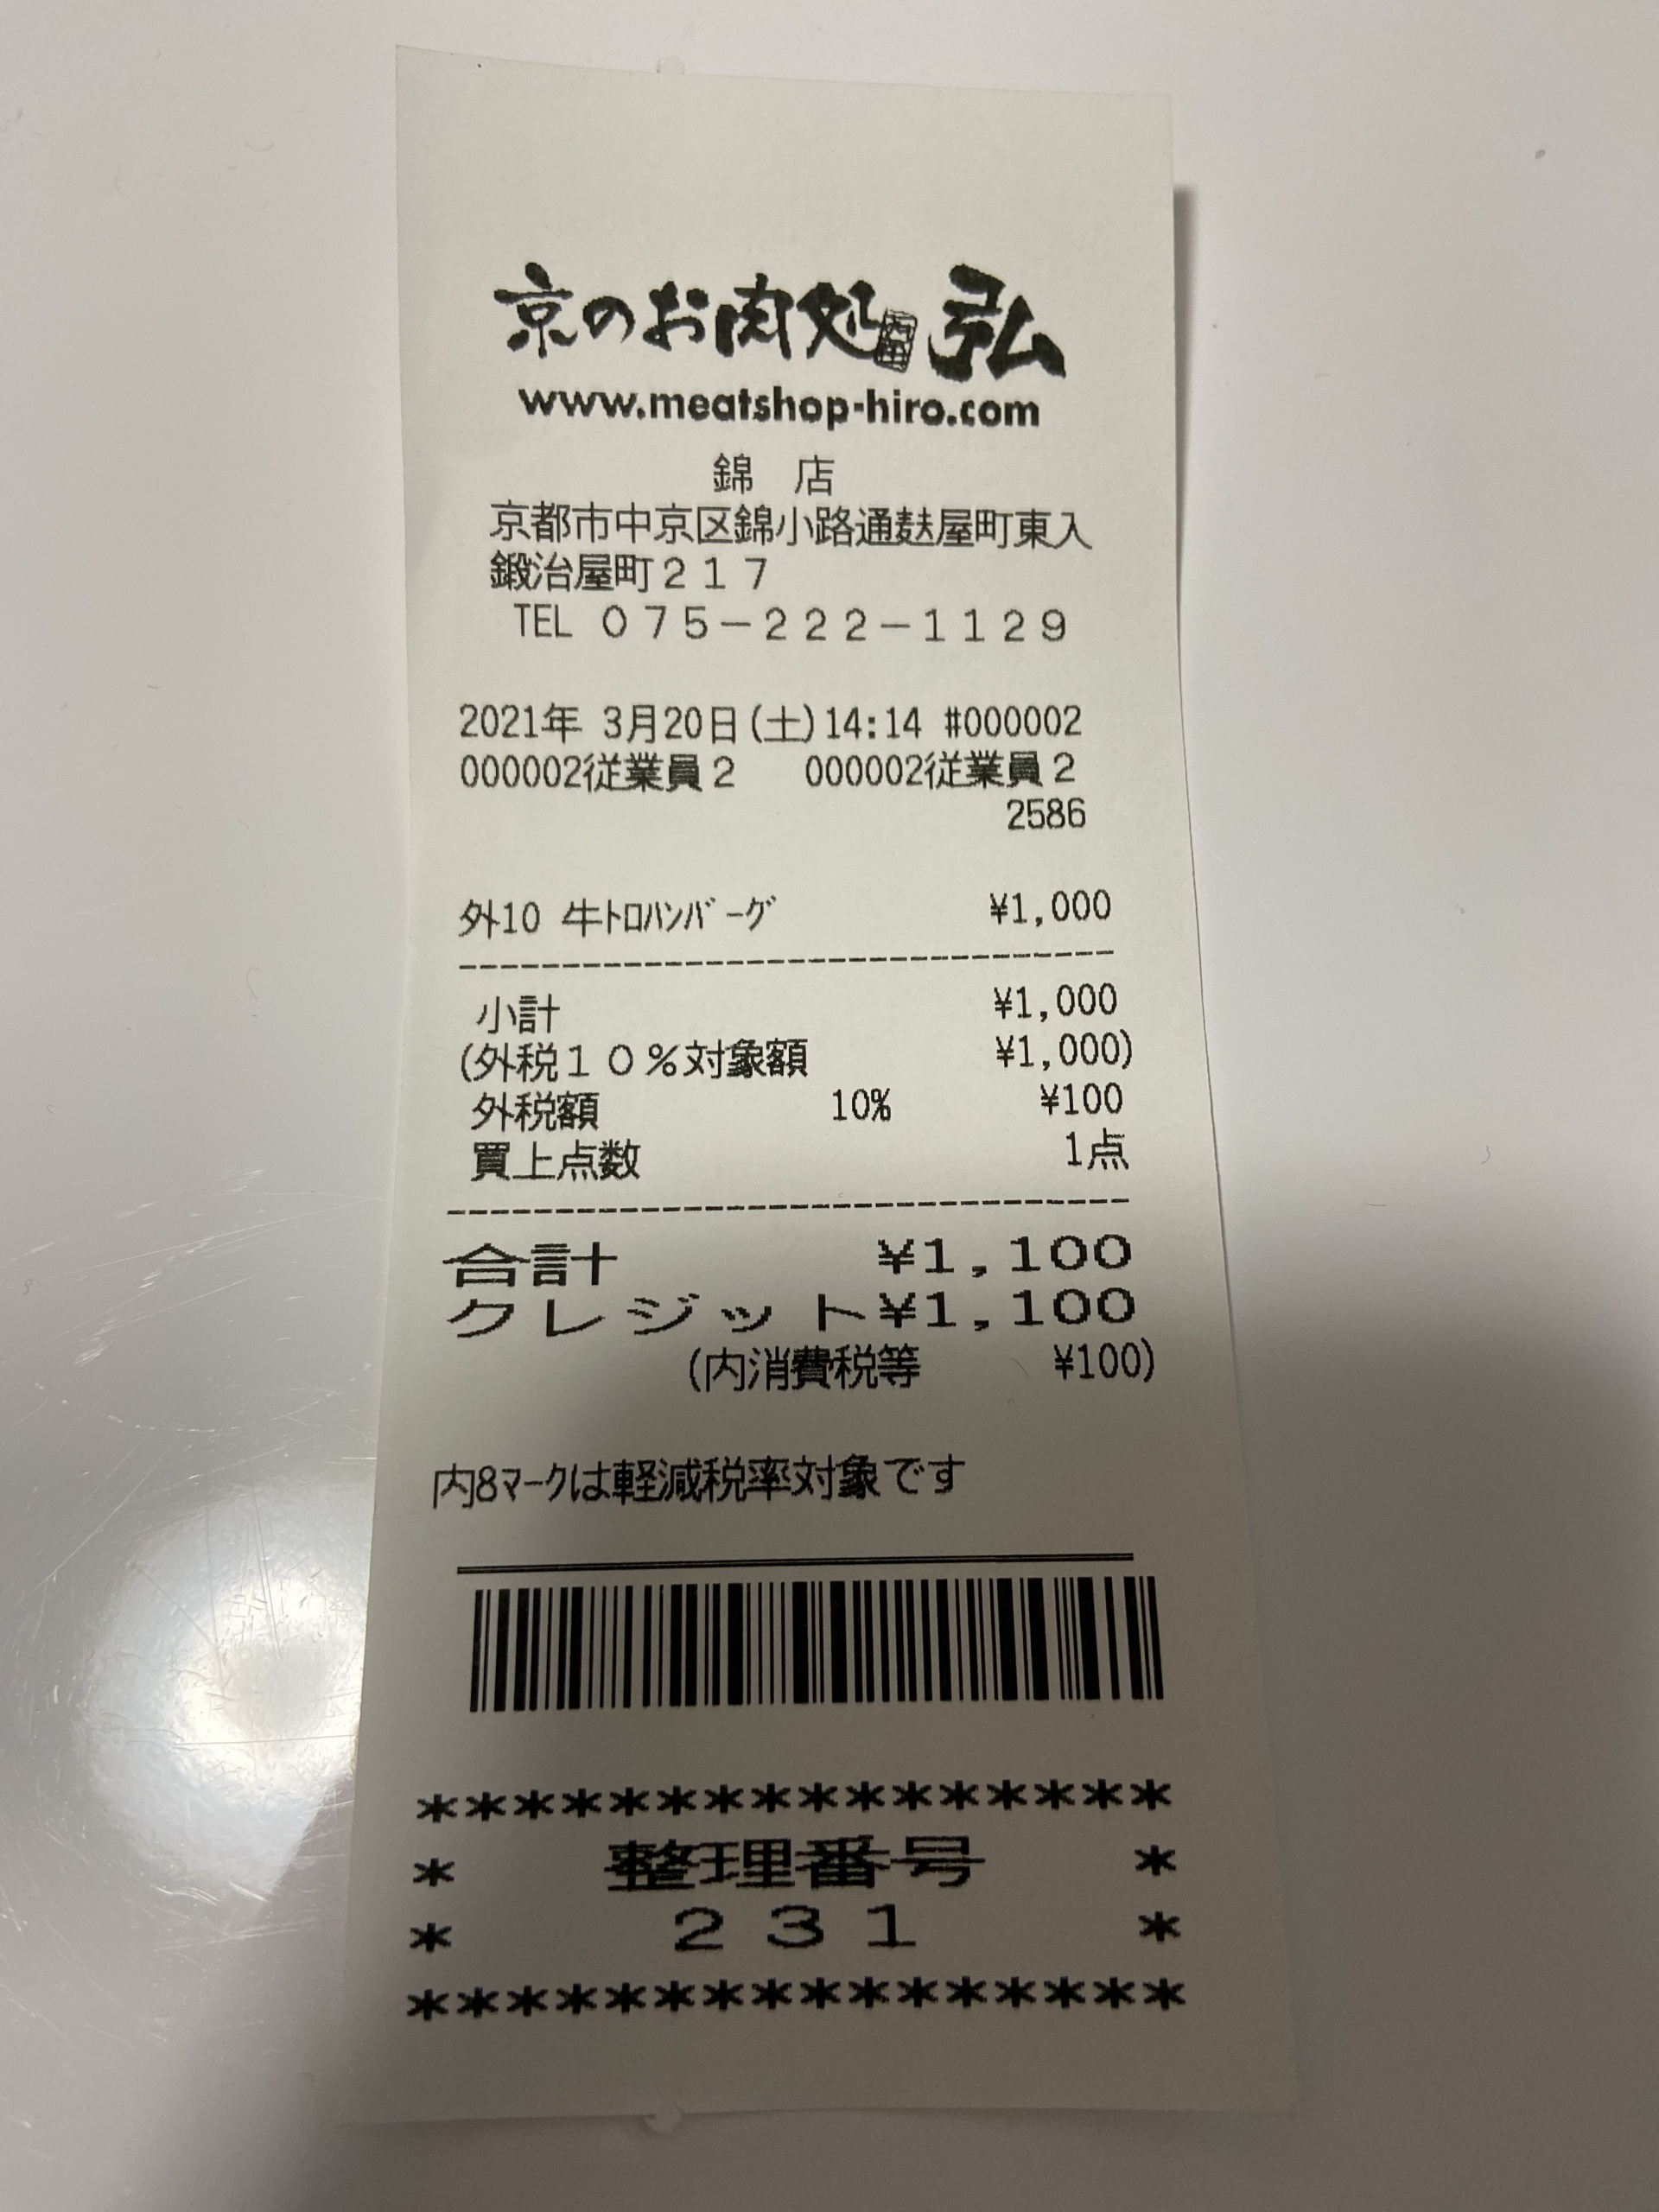 京のお肉処 弘
www.meatshop-hiro.com
錦　店
京都市中京区錦小路通麩屋町東入
鍛治屋町２１７
TEL ０７５－２２２－１１２９
2021年 3月20日(土)14:14 #000002
000002従業員２ 000002従業員２
2586
外10 牛ﾄﾛﾊﾝﾊﾞｰｸﾞ ¥1,000
小計 ¥1,000
(外税１０％対象額 ¥1,000)
外税額 10% ¥100
買上点数 1点
合計 ¥1,100
クレジット¥1,100
(内消費税等 ¥100)
内8ﾏｰｸは軽減税率対象です
****************
* 整理番号 *
* ２３１ *
****************